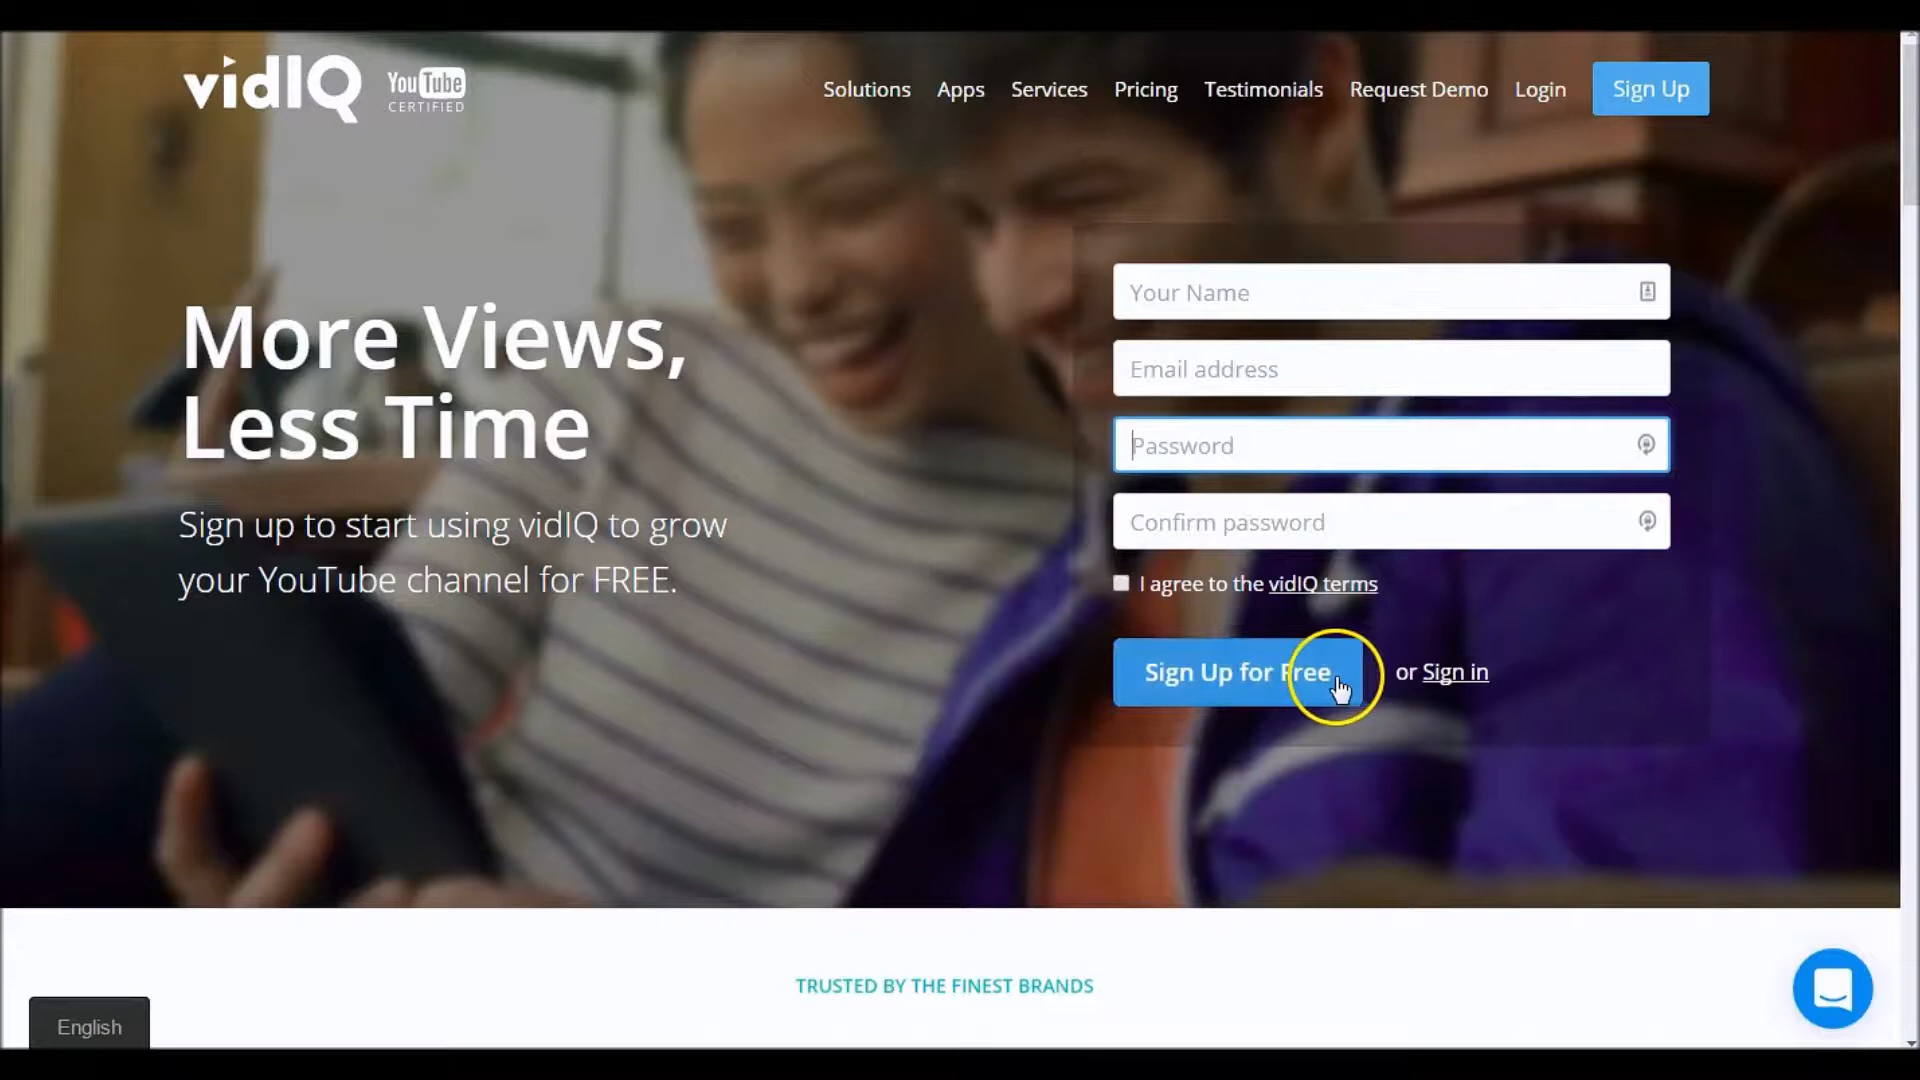 vidIQ
YouTube
CERTIFIED
Solutions Apps Services Pricing Testimonials Request Demo Login Sign Up
More Views,
Less Time
Sign up to start using vidIQ to grow
your YouTube channel for FREE.
Your Name
Email address
Password
Confirm password
I agree to the vidIQ terms
Sign Up for Free or Sign in
TRUSTED BY THE FINEST BRANDS
English